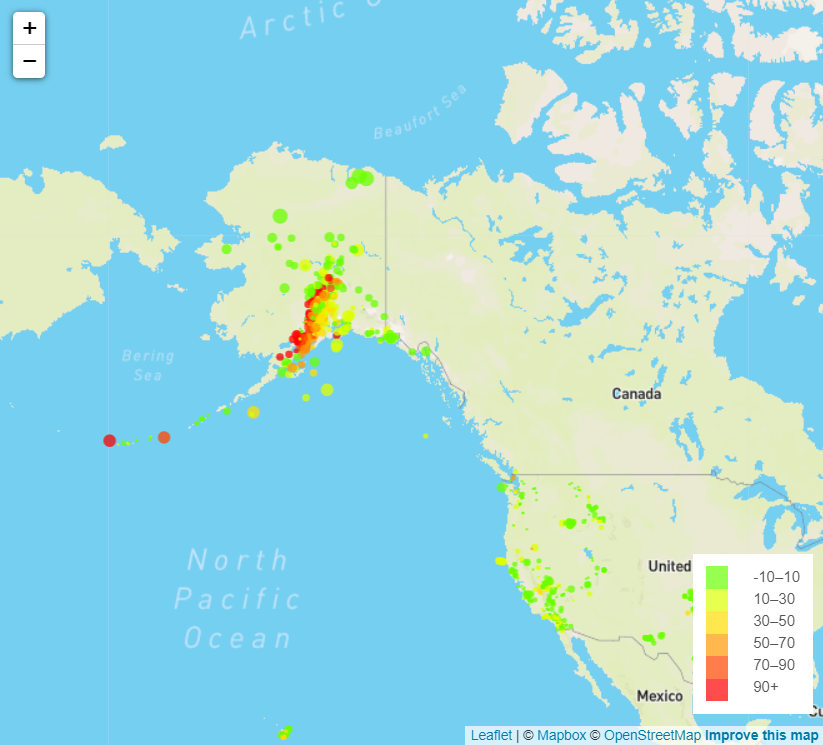 +
−
Arctic O
Beaufort Sea
Bering
Sea
Canada
North
Pacific
Ocean
United
Mexico
-10–10
10–30
30–50
50–70
70–90
90+
Leaflet | © Mapbox © OpenStreetMap Improve this map